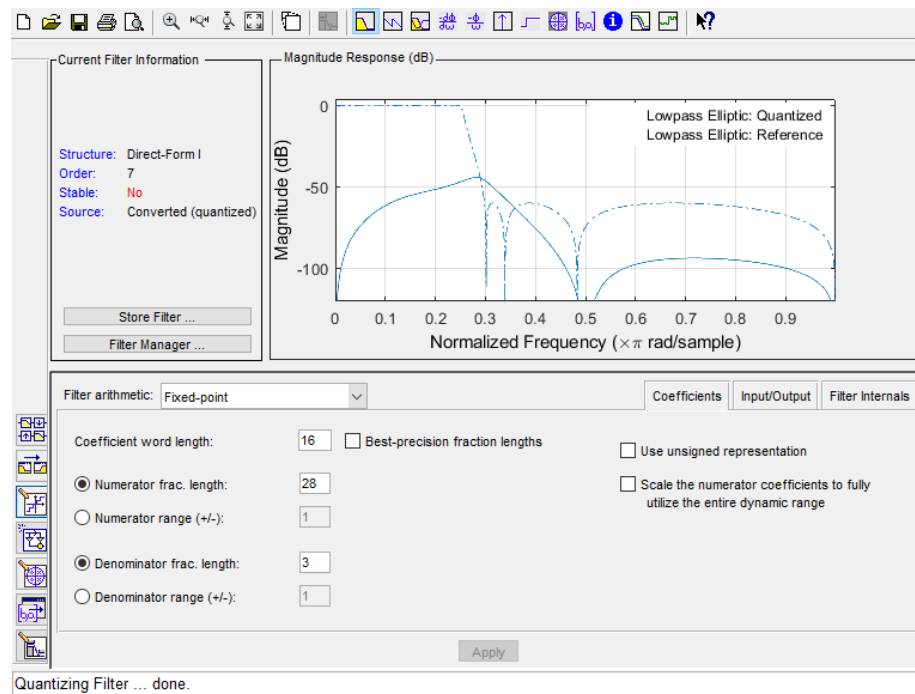 Current Filter Information
Structure: Direct-Form I
Order: 7
Stable: No
Source: Converted (quantized)
Store Filter ...
Filter Manager ...
Magnitude Response (dB)
Lowpass Elliptic: Quantized
Lowpass Elliptic: Reference
Magnitude (dB)
0
-50
-100
0 0.1 0.2 0.3 0.4 0.5 0.6 0.7 0.8 0.9
Normalized Frequency (×π rad/sample)
Filter arithmetic: Fixed-point
Coefficients Input/Output Filter Internals
Coefficient word length: 16 Best-precision fraction lengths
Numerator frac. length: 28
Numerator range (+/-): 1
Denominator frac. length: 3
Denominator range (+/-): 1
Use unsigned representation
Scale the numerator coefficients to fully
utilize the entire dynamic range
Apply
Quantizing Filter ... done.